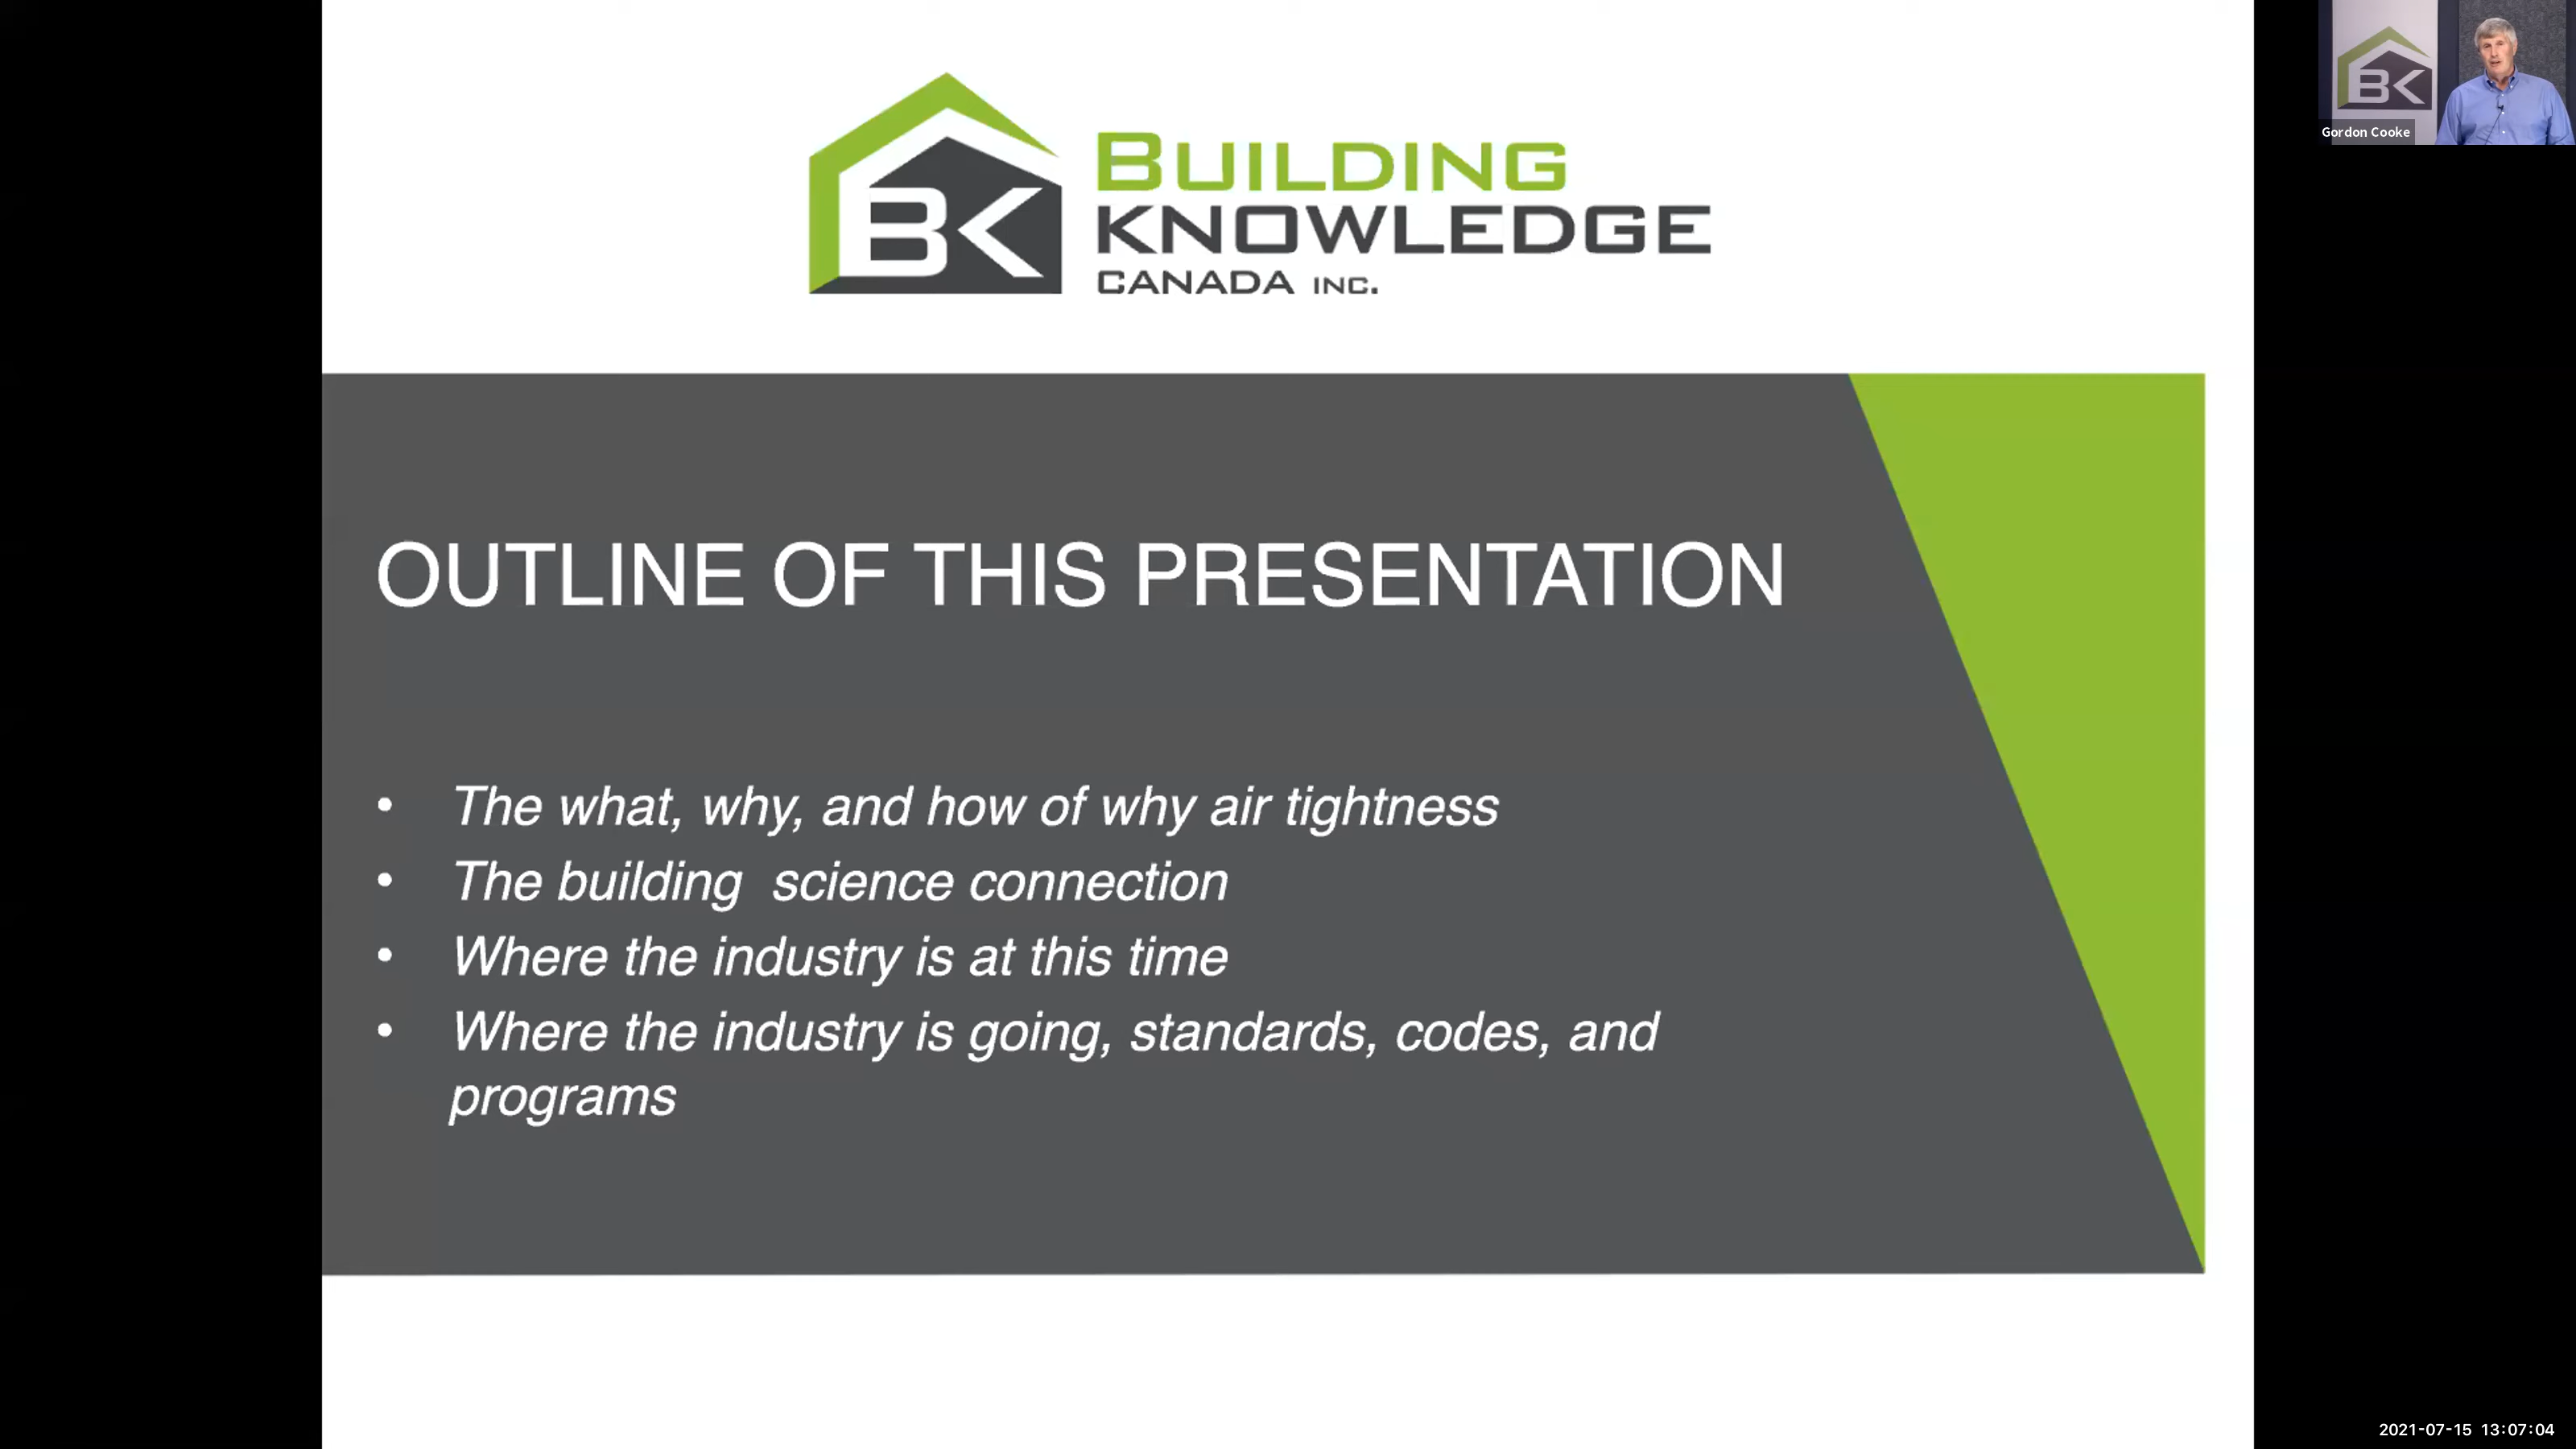 BK
BUILDING
KNOWLEDGE
CANADA INC.
BK
Gordon Cooke
OUTLINE OF THIS PRESENTATION
• The what, why, and how of why air tightness
• The building  science connection
• Where the industry is at this time
• Where the industry is going, standards, codes, and
programs
2021-07-15 13:07:04